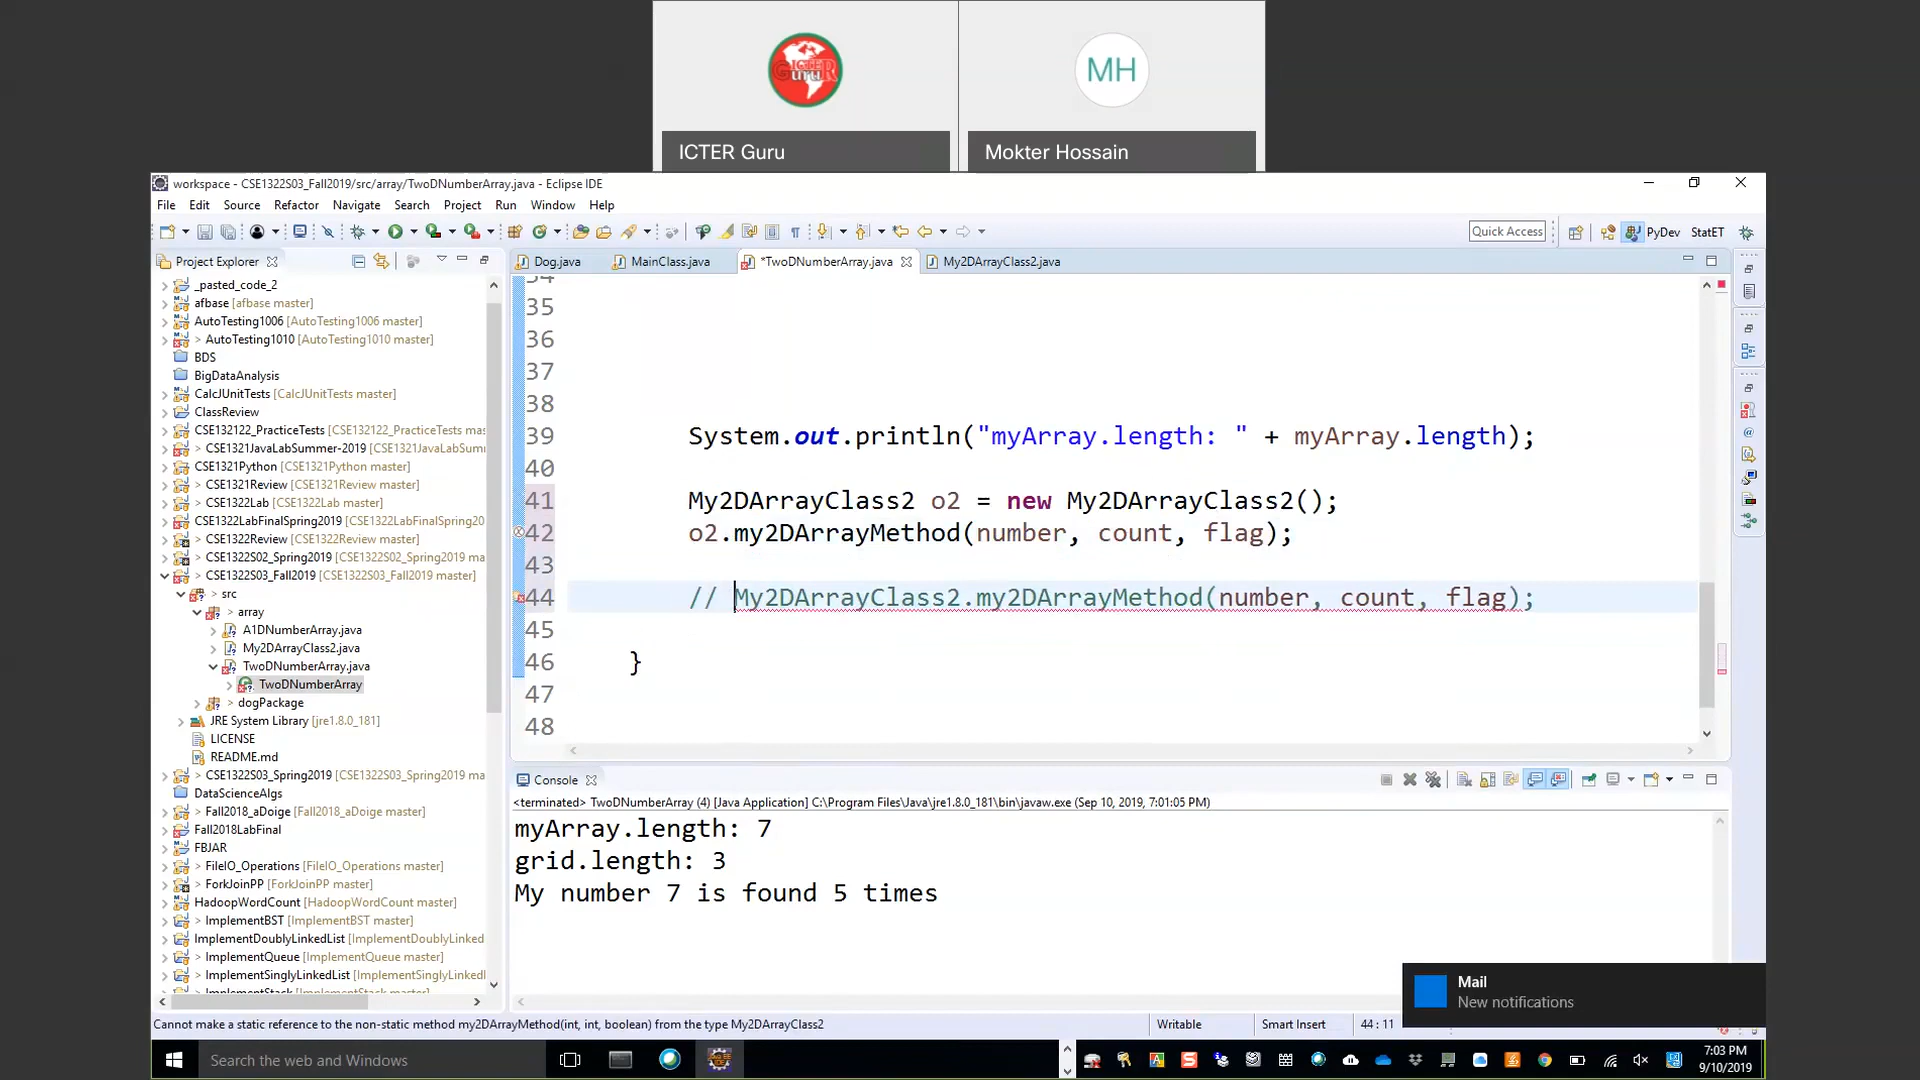 MH
ICTER Guru
Mokter Hossain
workspace - CSE1322S03_Fall2019/src/array/TwoDNumberArray.java - Eclipse IDE
File Edit Source Refactor Navigate Search Project Run Window Help
Quick Access
PyDev
StatET
Project Explorer
Dog.java
MainClass.java
*TwoDNumberArray.java
My2DArrayClass2.java
_pasted_code_2
afbase [afbase master]
AutoTesting1006 [AutoTesting1006 master]
> AutoTesting1010 [AutoTesting1010 master]
BDS
BigDataAnalysis
CalcJUnitTests [CalcJUnitTests master]
ClassReview
CSE132122_PracticeTests [CSE132122_PracticeTests mas
> CSE1321JavaLabSummer-2019 [CSE1321JavaLabSumm
CSE1321Python [CSE1321Python master]
> CSE1321Review [CSE1321Review master]
> CSE1322Lab [CSE1322Lab master]
CSE1322LabFinalSpring2019 [CSE1322LabFinalSpring20
> CSE1322Review [CSE1322Review master]
> CSE1322S02_Spring2019 [CSE1322S02_Spring2019 mas
> CSE1322S03_Fall2019 [CSE1322S03_Fall2019 master]
> src
> array
A1DNumberArray.java
My2DArrayClass2.java
TwoDNumberArray.java
TwoDNumberArray
> dogPackage
JRE System Library [jre1.8.0_181]
LICENSE
README.md
> CSE1322S03_Spring2019 [CSE1322S03_Spring2019 ma
DataScienceAlgs
> Fall2018_aDoige [Fall2018_aDoige master]
Fall2018LabFinal
FBJAR
> FileIO_Operations [FileIO_Operations master]
> ForkJoinPP [ForkJoinPP master]
HadoopWordCount [HadoopWordCount master]
> ImplementBST [ImplementBST master]
ImplementDoublyLinkedList [ImplementDoublyLinked
> ImplementQueue [ImplementQueue master]
> ImplementSinglyLinkedList [ImplementSinglyLinkedl
34
35
36
37
38
39 System.out.println("myArray.length: " + myArray.length);
40
41 My2DArrayClass2 o2 = new My2DArrayClass2();
42 o2.my2DArrayMethod(number, count, flag);
43
44 // My2DArrayClass2.my2DArrayMethod(number, count, flag);
45
46 }
47
48
Console
<terminated> TwoDNumberArray (4) [Java Application] C:\Program Files\Java\jre1.8.0_181\bin\javaw.exe (Sep 10, 2019, 7:01:05 PM)
myArray.length: 7
grid.length: 3
My number 7 is found 5 times
Mail
New notifications
Cannot make a static reference to the non-static method my2DArrayMethod(int, int, boolean) from the type My2DArrayClass2
Writable
Smart Insert
44 : 11
Search the web and Windows
7:03 PM
9/10/2019